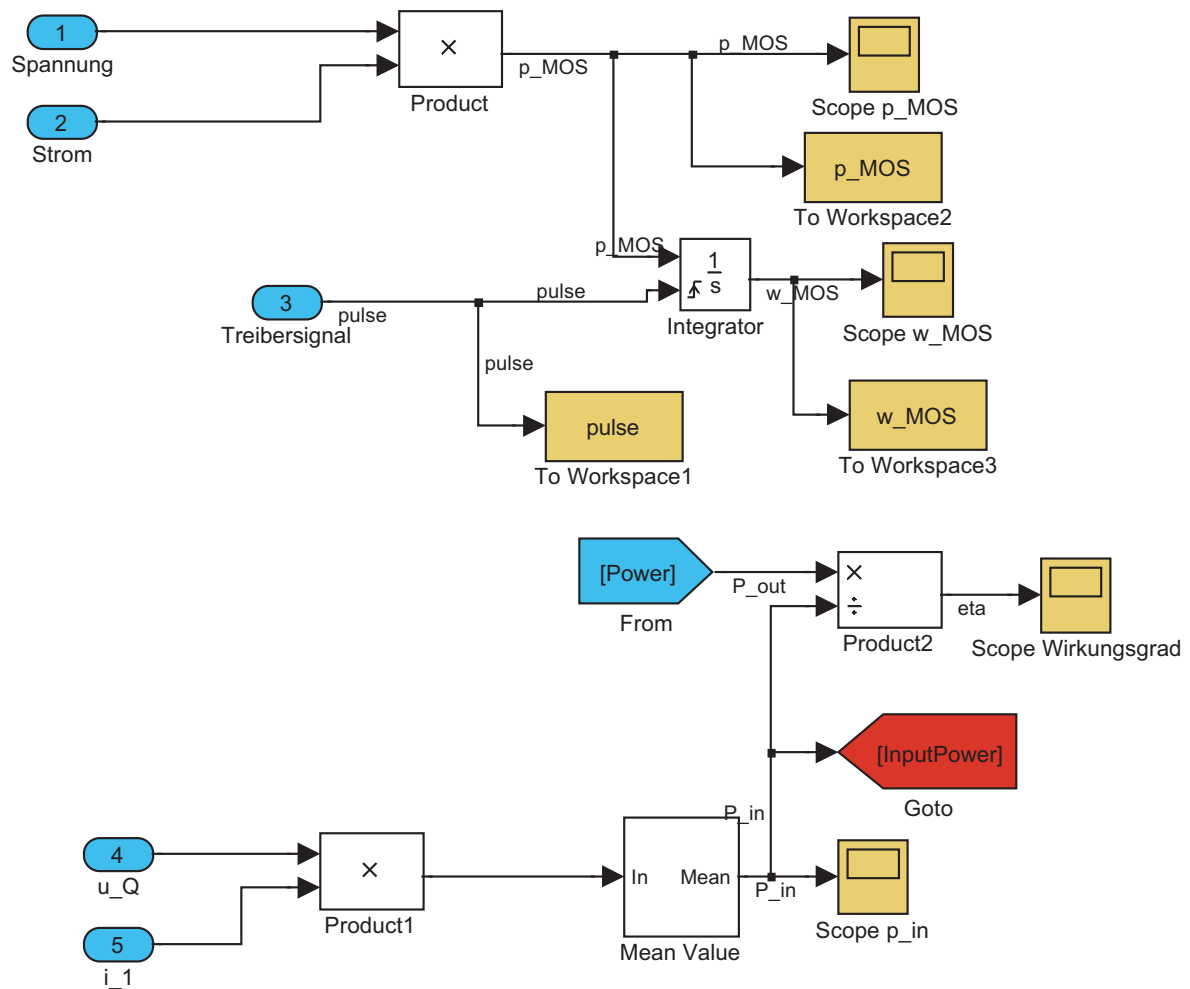 1
Spannung
2
Strom
×
Product
p_MOS
p_MOS
Scope p_MOS
p_MOS
To Workspace2
p_MOS
3
Treibersignal
pulse
pulse
1
s
Integrator
w_MOS
Scope w_MOS
pulse
pulse
To Workspace1
w_MOS
To Workspace3
[Power]
From
P_out
×
÷
Product2
eta
Scope Wirkungsgrad
[InputPower]
Goto
P_in
4
u_Q
5
i_1
×
Product1
In
Mean
Mean Value
P_in
Scope p_in